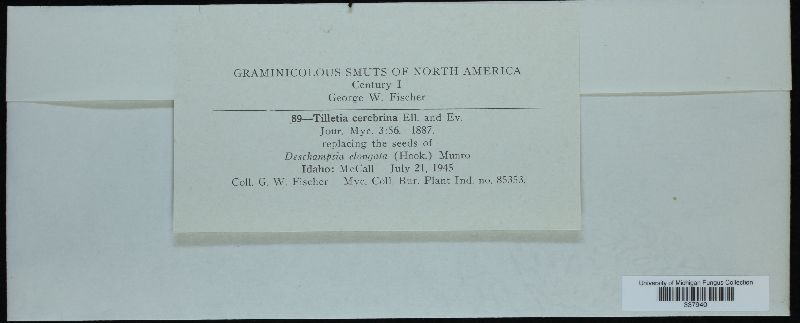 GRAMINICOLOUS SMUTS OF NORTH AMERICA
Century I
George W. Fischer
89—Tilletia cerebrina Ell. and Ev.
Jour. Myc. 3:56. 1887.
replacing the seeds of
Deschampsia elongata (Hook.) Munro
Idaho: McCall July 21, 1945
Coll. G. W. Fischer Myc. Coll. Bur. Plant Ind. no. 85353.
University of Michigan Fungus Collection
337940